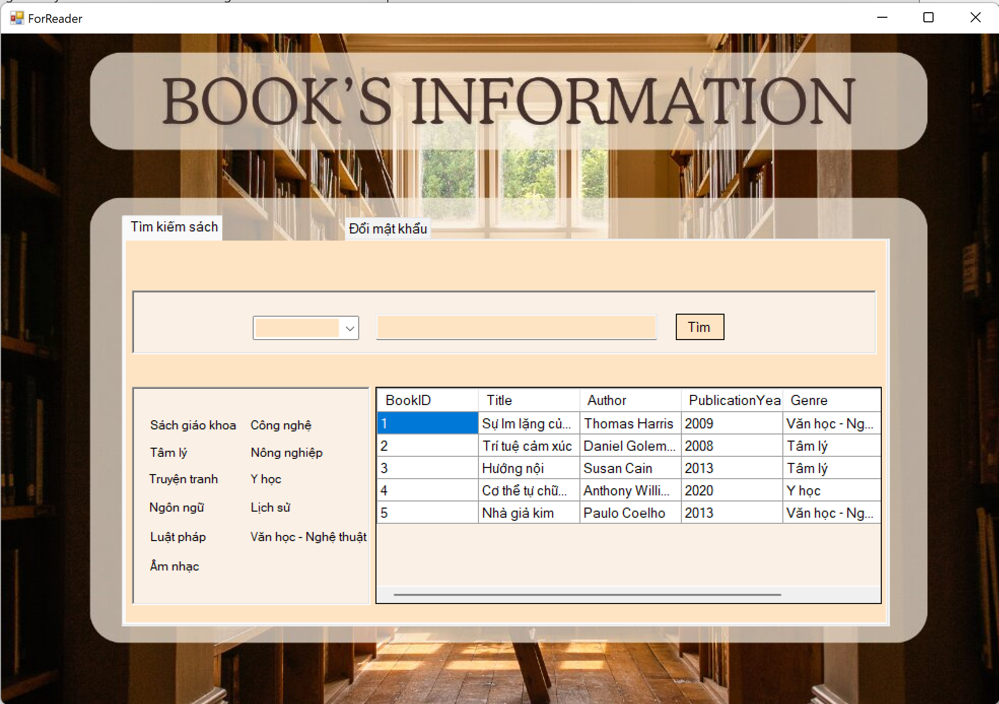 ForReader
BOOK'S INFORMATION
Tìm kiếm sách Đổi mật khẩu
Tìm
BookID Title Author PublicationYea Genre
1 Sự Im lặng củ... Thomas Harris 2009 Văn học - Ng...
2 Trí tuệ cảm xúc Daniel Golem... 2008 Tâm lý
3 Hướng nội Susan Cain 2013 Tâm lý
4 Cơ thể tự chữ... Anthony Willi... 2020 Y học
5 Nhà giả kim Paulo Coelho 2013 Văn học - Ng...
Sách giáo khoa Công nghệ
Tâm lý Nông nghiệp
Truyện tranh Y học
Ngôn ngữ Lịch sử
Luật pháp Văn học - Nghệ thuật
Âm nhạc